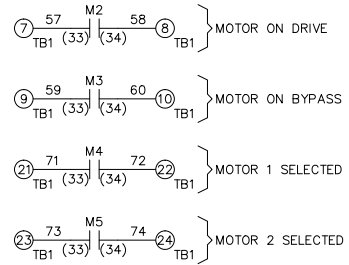 M2
7 57 58 8 MOTOR ON DRIVE
TB1 (33) (34) TB1
M3
9 59 60 10 MOTOR ON BYPASS
TB1 (33) (34) TB1
M4
21 71 72 22 MOTOR 1 SELECTED
TB1 (33) (34) TB1
M5
23 73 74 24 MOTOR 2 SELECTED
TB1 (33) (34) TB1